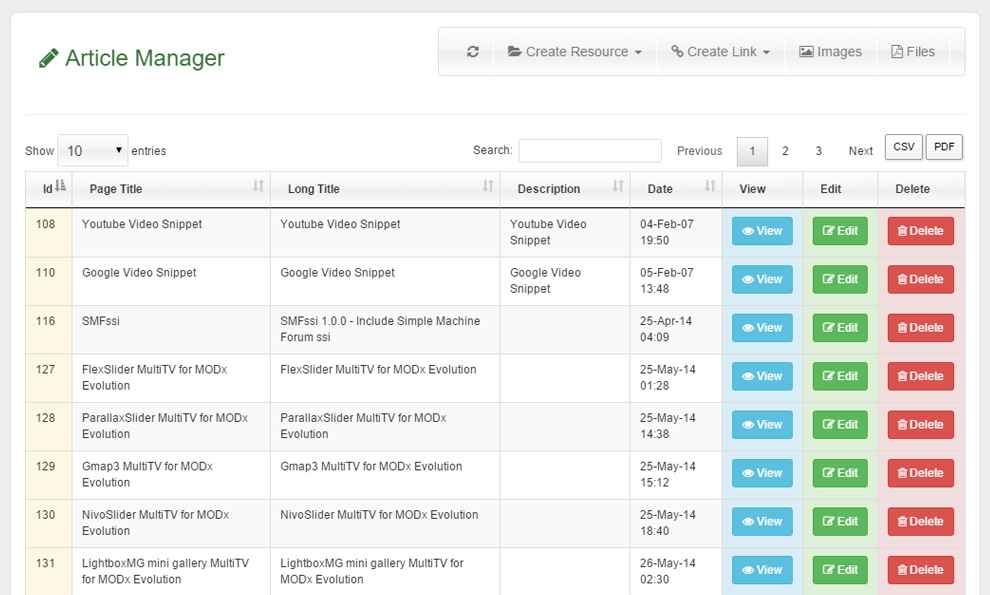 Article Manager
Create Resource Create Link Images Files
Show 10 entries Search: Previous 1 2 3 Next CSV PDF
Id Page Title Long Title Description Date View Edit Delete
108 Youtube Video Snippet Youtube Video Snippet Youtube Video 04-Feb-07 View Edit Delete
Snippet 19:50
110 Google Video Snippet Google Video Snippet Google Video 05-Feb-07 View Edit Delete
Snippet 13:48
116 SMFssi SMFssi 1.0.0 - Include Simple Machine 25-Apr-14 View Edit Delete
Forum ssi 04:09
127 FlexSlider MultiTV for MODx FlexSlider MultiTV for MODx Evolution 25-May-14 View Edit Delete
Evolution 01:28
128 ParallaxSlider MultiTV for MODx ParallaxSlider MultiTV for MODx 25-May-14 View Edit Delete
Evolution Evolution 14:38
129 Gmap3 MultiTV for MODx Gmap3 MultiTV for MODx Evolution 25-May-14 View Edit Delete
Evolution 15:12
130 NivoSlider MultiTV for MODx NivoSlider MultiTV for MODx Evolution 25-May-14 View Edit Delete
Evolution 18:40
131 LightboxMG mini gallery MultiTV LightboxMG mini gallery MultiTV for 26-May-14 View Edit Delete
for MODx Evolution MODx Evolution 02:30